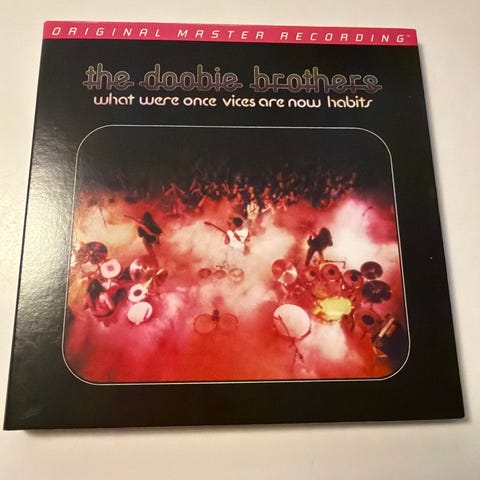 ORIGINAL MASTER RECORDING™
the doobie brothers
what were once vices are now habits